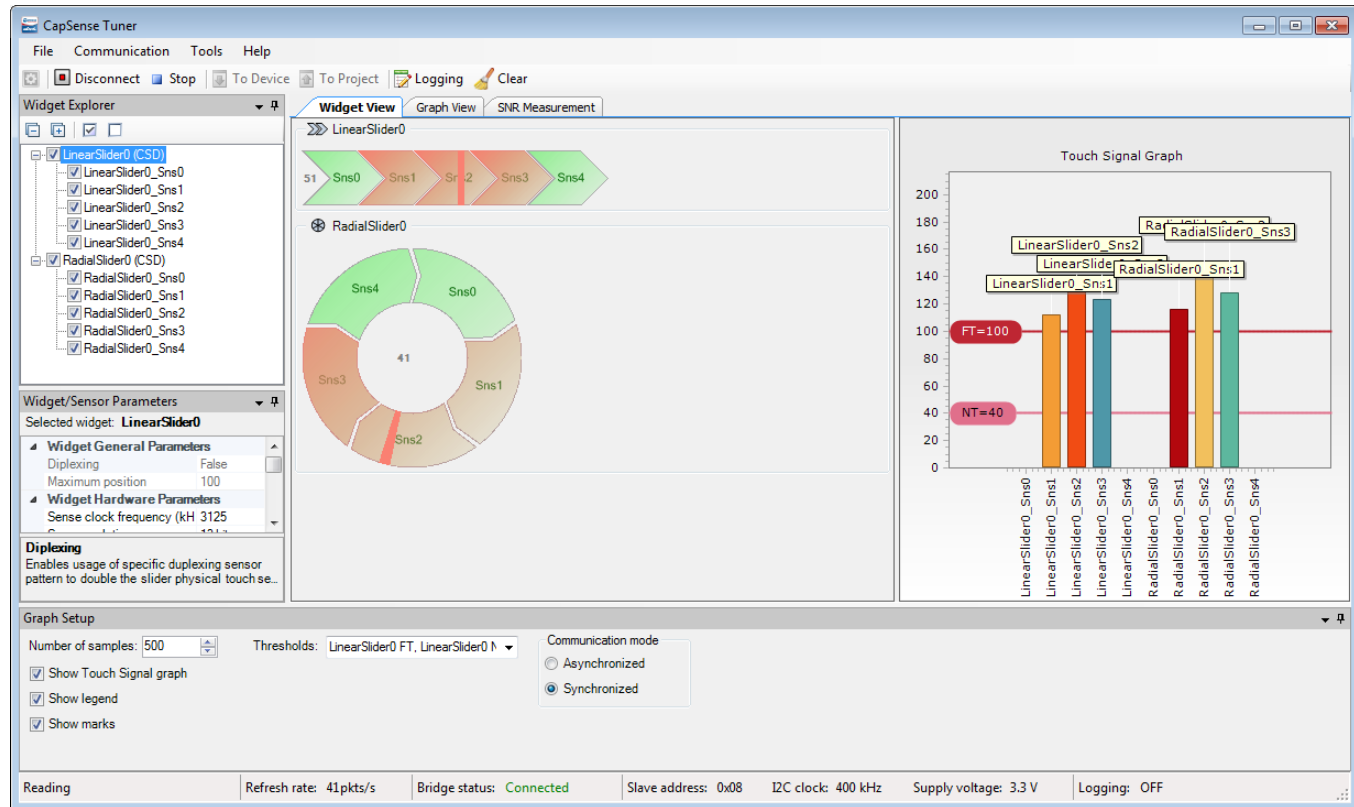 CapSense Tuner
File Communication Tools Help
Disconnect Stop To Device To Project Logging Clear
Widget Explorer
LinearSlider0 (CSD)
LinearSlider0_Sns0
LinearSlider0_Sns1
LinearSlider0_Sns2
LinearSlider0_Sns3
LinearSlider0_Sns4
RadialSlider0 (CSD)
RadialSlider0_Sns0
RadialSlider0_Sns1
RadialSlider0_Sns2
RadialSlider0_Sns3
RadialSlider0_Sns4
Widget/Sensor Parameters
Selected widget: LinearSlider0
Widget General Parameters
Diplexing False
Maximum position 100
Widget Hardware Parameters
Sense clock frequency (kH 3125
Diplexing
Enables usage of specific duplexing sensor
pattern to double the slider physical touch se...
Widget View Graph View SNR Measurement
LinearSlider0
51 Sns0 Sns1 Sns3 Sns4
RadialSlider0
Sns4 Sns0
41
Sns3 Sns1
Sns2
Touch Signal Graph
200
180
160
140
120
100
80
60
40
20
0
RadialSlider0_Sns3
LinearSlider0_Sns2
RadialSlider0_Sns1
LinearSlider0_Sns1
FT=100
NT=40
LinearSlider0_Sns0
LinearSlider0_Sns1
LinearSlider0_Sns2
LinearSlider0_Sns3
LinearSlider0_Sns4
RadialSlider0_Sns0
RadialSlider0_Sns1
RadialSlider0_Sns2
RadialSlider0_Sns3
RadialSlider0_Sns4
Graph Setup
Number of samples: 500 Thresholds: LinearSlider0 FT, LinearSlider0 N
Show Touch Signal graph
Show legend
Show marks
Communication mode
Asynchronized
Synchronized
Reading Refresh rate: 41pkts/s Bridge status: Connected Slave address: 0x08 I2C clock: 400 kHz Supply voltage: 3.3 V Logging: OFF